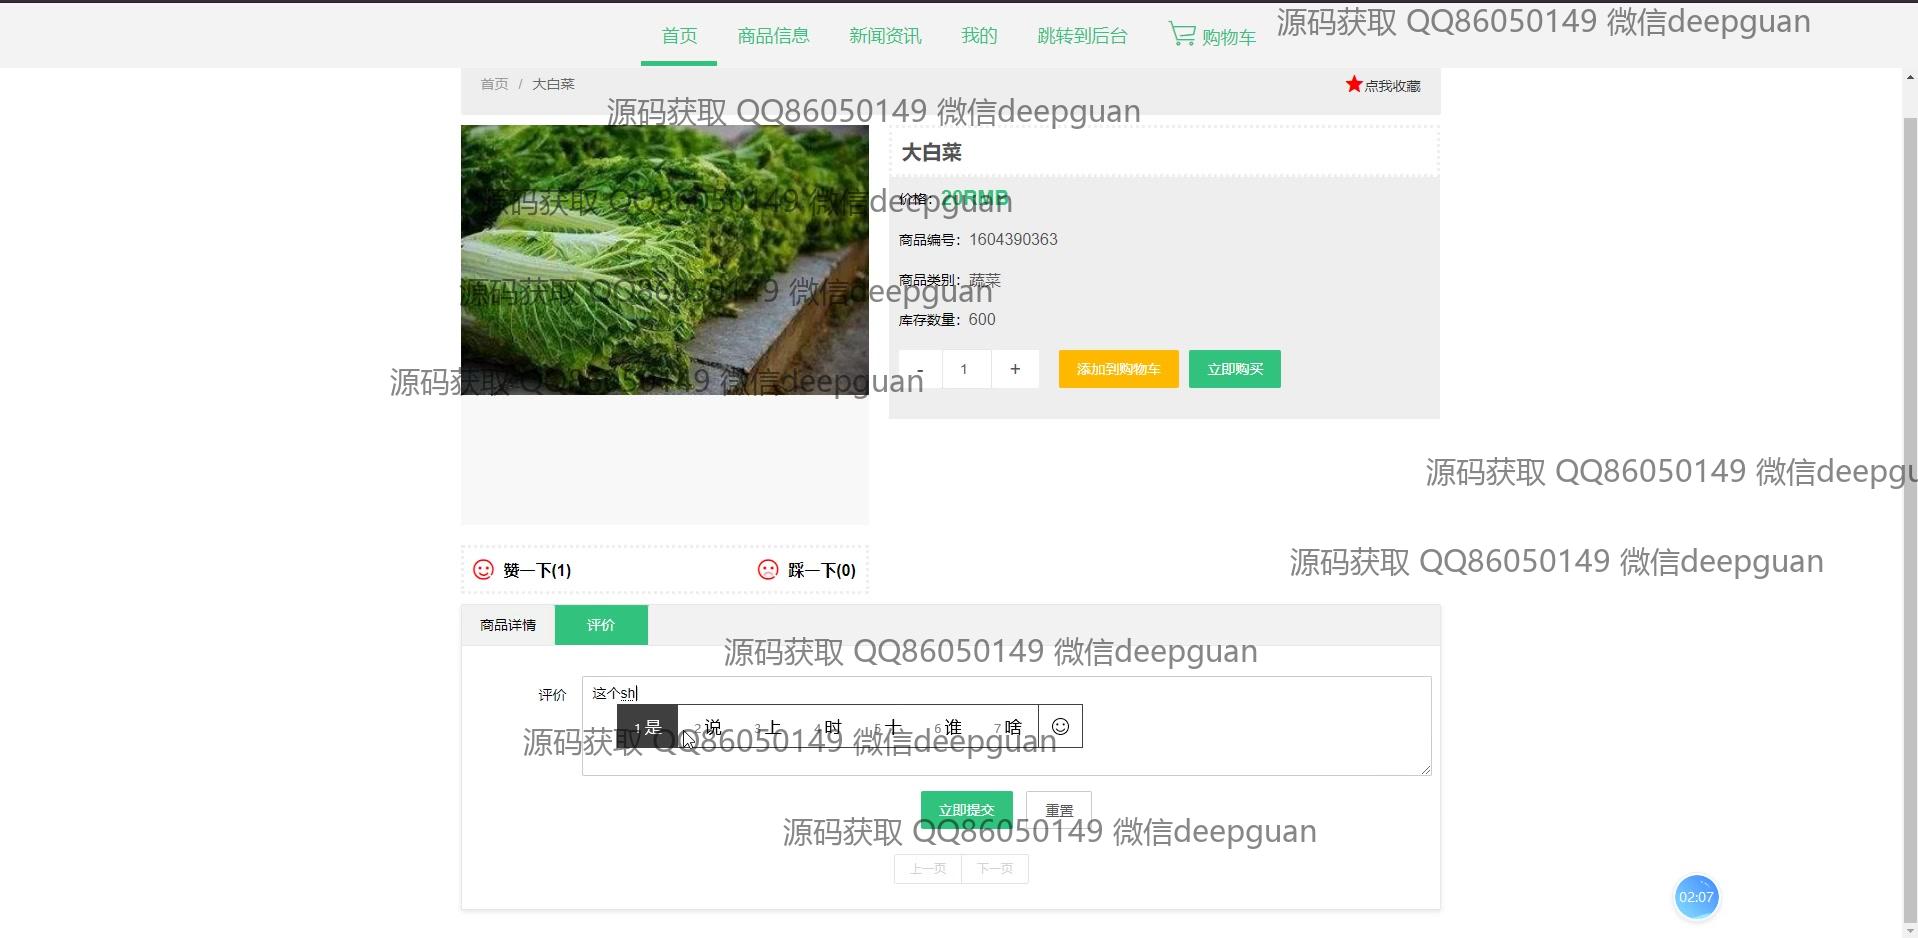 首页 商品信息 新闻资讯 我的 跳转到后台 购物车
源码获取 QQ86050149 微信deepguan
首页 / 大白菜
点我收藏
源码获取 QQ86050149 微信deepguan
大白菜
价格：20RMB
源码获取 QQ86050149 微信deepguan
商品编号：1604390363
商品类别：蔬菜
源码获取 QQ86050149 微信deepguan
库存数量：600
- 1 + 添加到购物车 立即购买
源码获取 QQ86050149 微信deepguan
源码获取 QQ86050149 微信deepgu
源码获取 QQ86050149 微信deepguan
赞一下(1) 踩一下(0)
商品详情 评价
源码获取 QQ86050149 微信deepguan
评价 这个sh
1 是 2 说 3 上 4 时 5 十 6 谁 7 啥
源码获取 QQ86050149 微信deepguan
立即提交 重置
源码获取 QQ86050149 微信deepguan
上一页 下一页
02:07